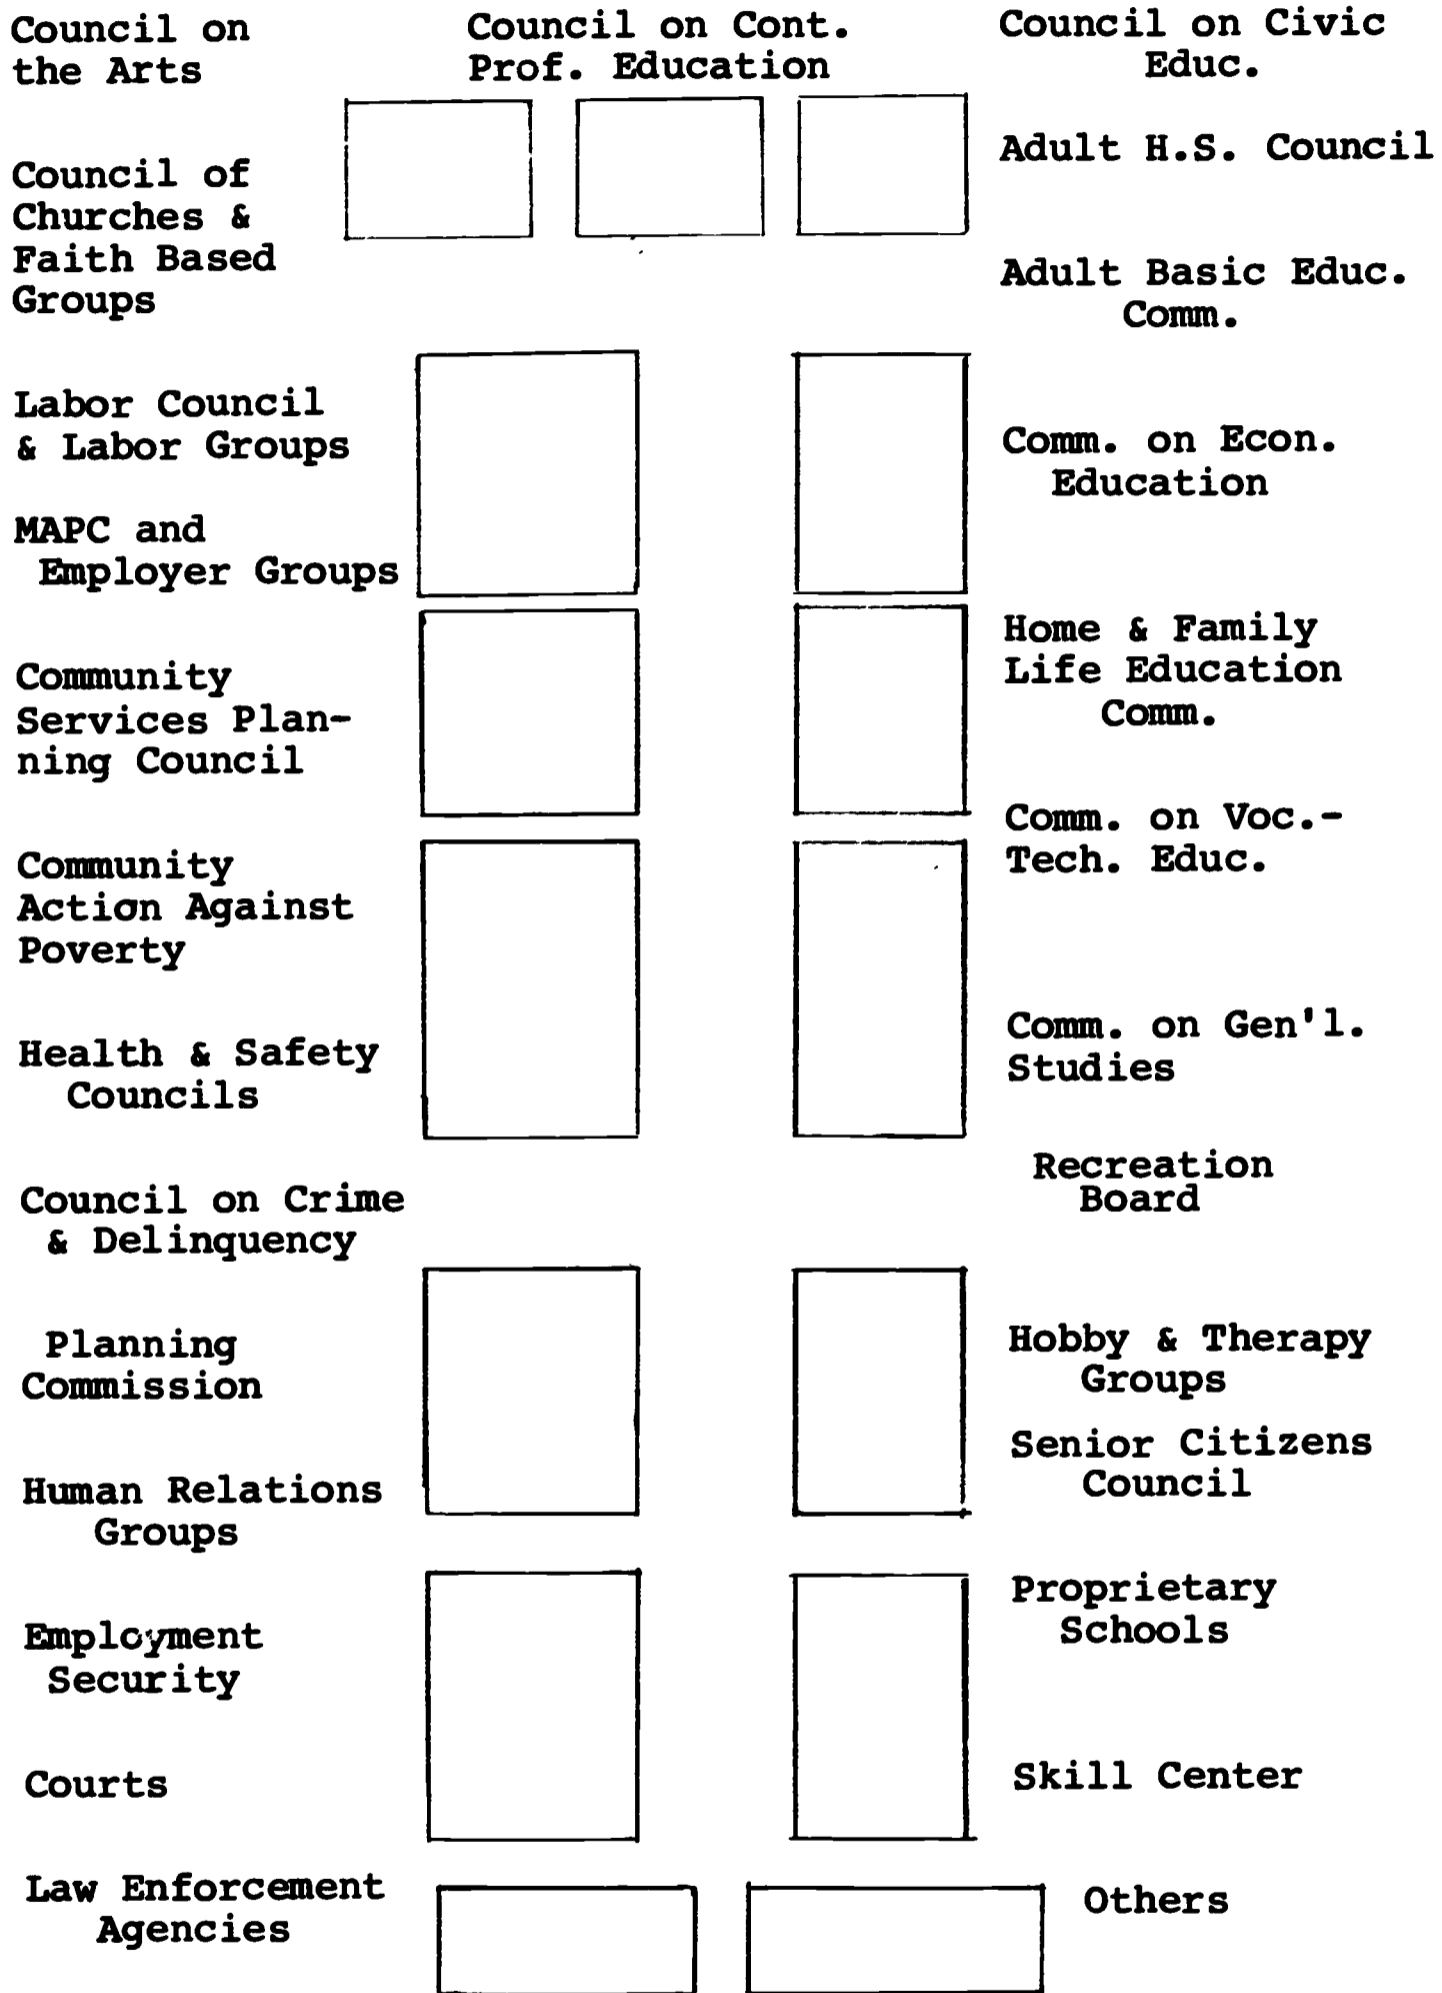 Council on
the Arts
Council on Cont.
Prof. Education
Council on Civic
Educ.
Council of
Churches &
Faith Based
Groups
Adult H.S. Council
Adult Basic Educ.
Comm.
Labor Council
& Labor Groups
MAPC and
Employer Groups
Comm. on Econ.
Education
Community
Services Plan-
ning Council
Home & Family
Life Education
Comm.
Community
Action Against
Poverty
Comm. on Voc.-
Tech. Educ.
Health & Safety
Councils
Comm. on Gen'l.
Studies
Council on Crime
& Delinquency
Recreation
Board
Planning
Commission
Hobby & Therapy
Groups
Human Relations
Groups
Senior Citizens
Council
Employment
Security
Proprietary
Schools
Courts
Skill Center
Law Enforcement
Agencies
Others